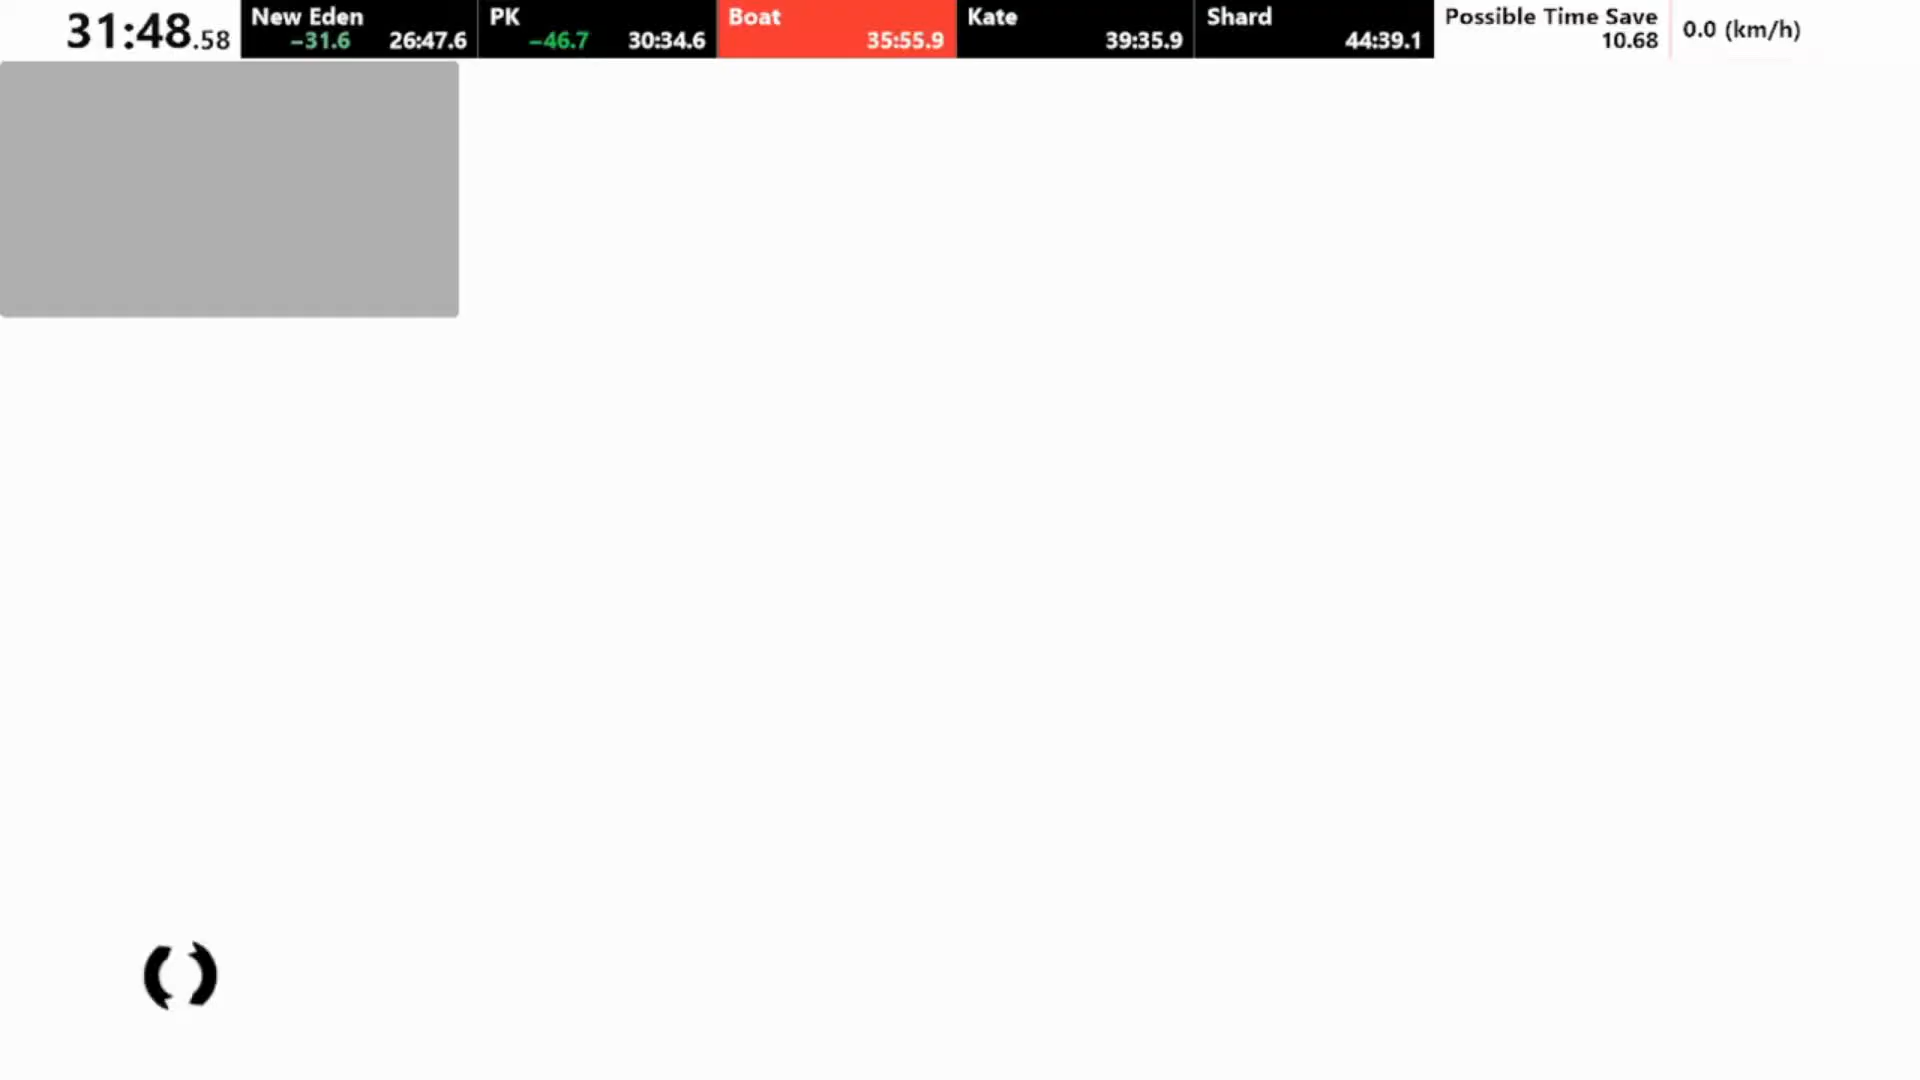 31:48.58
New Eden
−31.6 26:47.6
PK
−46.7 30:34.6
Boat
35:55.9
Kate
39:35.9
Shard
44:39.1
Possible Time Save
10.68
0.0 (km/h)